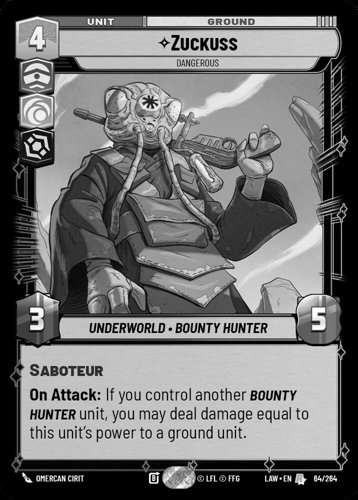 UNIT GROUND
4
Zuckuss
DANGEROUS
3
5
UNDERWORLD • BOUNTY HUNTER
SABOTEUR
On Attack: If you control another BOUNTY
HUNTER unit, you may deal damage equal to
this unit's power to a ground unit.
OMERCAN CIRIT © LFL © FFG LAW • EN 64/264